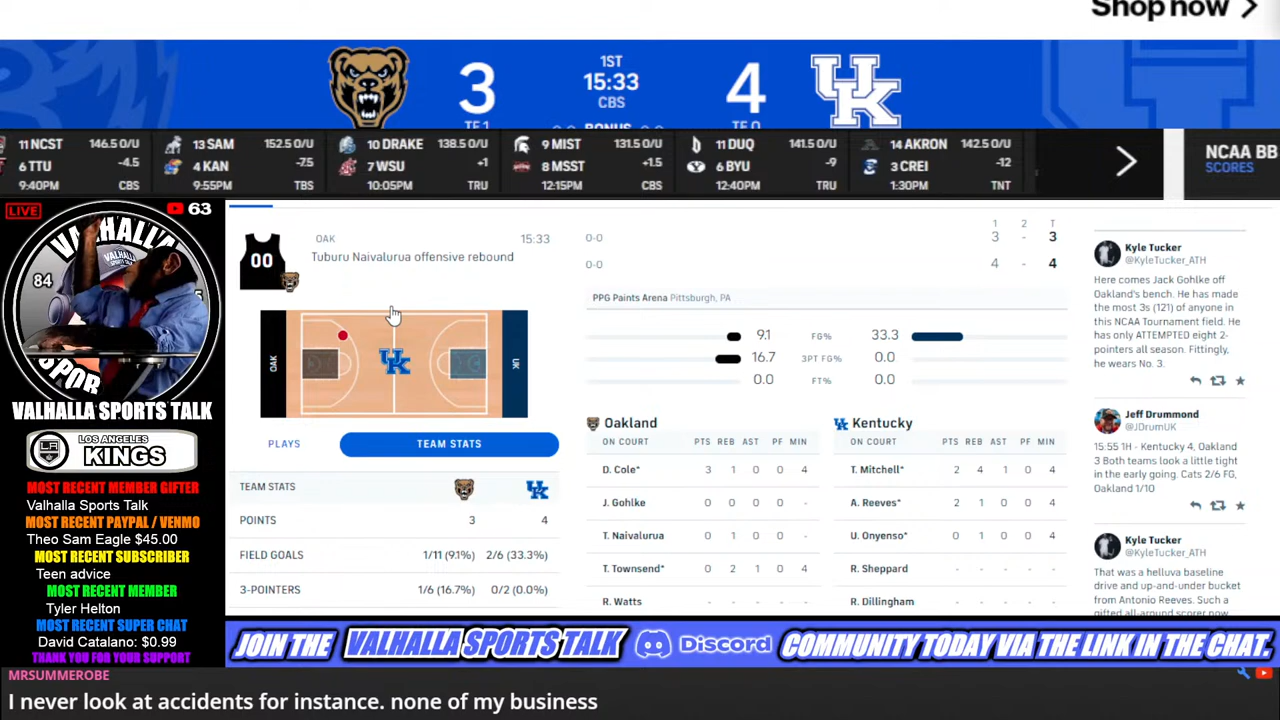 Shop now >
3
1ST
15:33
CBS
4
11 NCST 146.5 O/U
6 TTU -4.5
9:40PM CBS
13 SAM 152.5 O/U
4 KAN -7.5
9:55PM TBS
10 DRAKE 138.5 O/U
7 WSU +1
10:05PM TRU
9 MIST 131.5 O/U
8 MSST +1.5
12:15PM CBS
11 DUQ 141.5 O/U
6 BYU -9
12:40PM TRU
14 AKRON 142.5 O/U
3 CREI -12
1:30PM TNT
NCAA BB
SCORES
LIVE 63
VALHALLA
84
SPOR
VALHALLA SPORTS TALK
LOS ANGELES
KINGS
MOST RECENT MEMBER GIFTER
Valhalla Sports Talk
MOST RECENT PAYPAL / VENMO
Theo Sam Eagle $45.00
MOST RECENT SUBSCRIBER
Teen advice
MOST RECENT MEMBER
Tyler Helton
MOST RECENT SUPER CHAT
David Catalano: $0.99
THANK YOU FOR YOUR SUPPORT
00
OAK 15:33
Tuburu Naivalurua offensive rebound
OAK UK UK
PLAYS TEAM STATS
TEAM STATS
POINTS 3 4
FIELD GOALS 1/11 (9.1%) 2/6 (33.3%)
3-POINTERS 1/6 (16.7%) 0/2 (0.0%)
1 2 T
0-0 3 - 3
0-0 4 - 4
PPG Paints Arena Pittsburgh, PA
9.1 FG% 33.3
16.7 3PT FG% 0.0
0.0 FT% 0.0
Oakland
ON COURT PTS REB AST PF MIN
D. Cole* 3 1 0 0 4
J. Gohlke 0 0 0 0 -
T. Naivalurua 0 1 0 0 -
T. Townsend* 0 2 1 0 4
R. Watts - - - - -
Kentucky
ON COURT PTS REB AST PF MIN
T. Mitchell* 2 4 1 0 4
A. Reeves* 2 1 0 0 4
U. Onyenso* 0 1 0 0 4
R. Sheppard - - - - -
R. Dillingham - - - - -
Kyle Tucker
@KyleTucker_ATH
Here comes Jack Gohlke off
Oakland's bench. He has made
the most 3s (121) of anyone in
this NCAA Tournament field. He
has only ATTEMPTED eight 2-
pointers all season. Fittingly,
he wears No. 3.
Jeff Drummond
@JDrumUK
15:55 1H - Kentucky 4, Oakland
3 Both teams look a little tight
in the early going. Cats 2/6 FG,
Oakland 1/10
Kyle Tucker
@KyleTucker_ATH
That was a helluva baseline
drive and up-and-under bucket
from Antonio Reeves. Such a
gifted all-around scorer now
JOIN THE VALHALLA SPORTS TALK Discord COMMUNITY TODAY VIA THE LINK IN THE CHAT.
MRSUMMEROBE
I never look at accidents for instance. none of my business